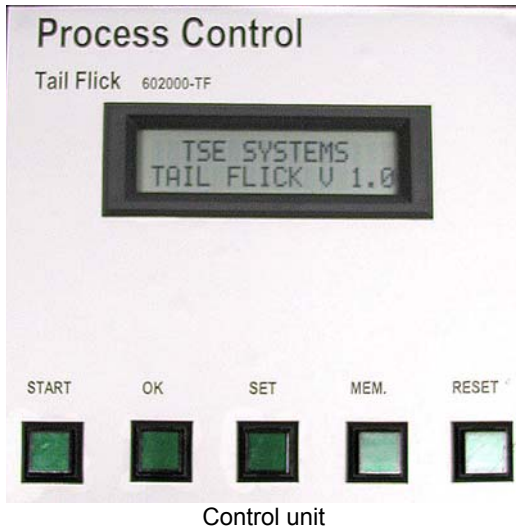 Process Control
Tail Flick 602000-TF
TSE SYSTEMS
TAIL FLICK V 1.0
START OK SET MEM. RESET
Control unit